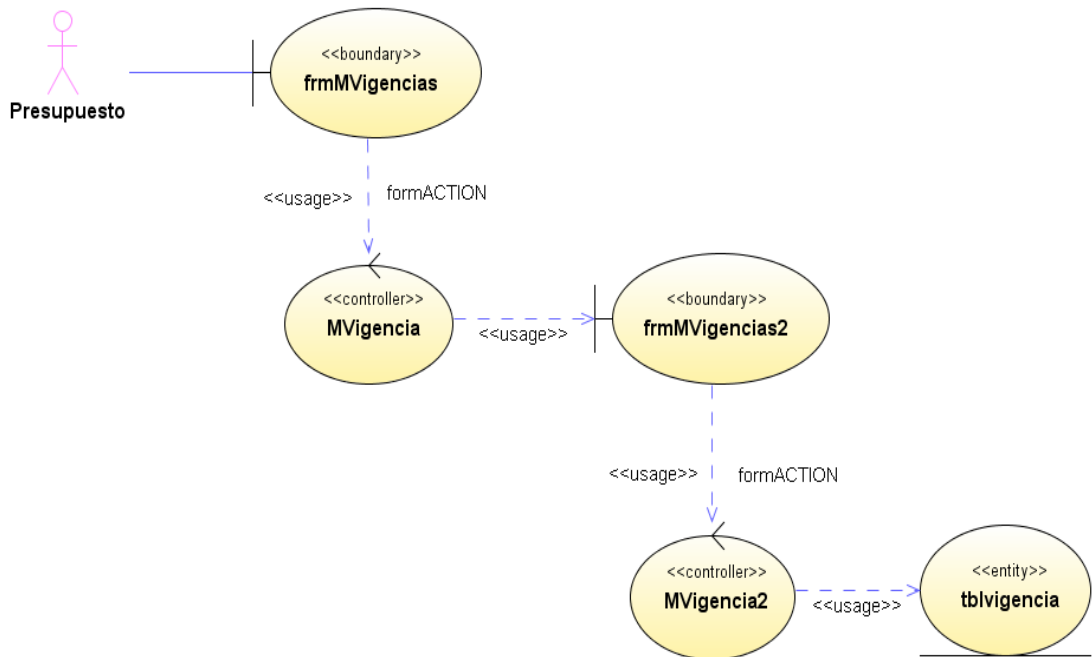 <<boundary>>
frmMVigencias
Presupuesto
<<usage>> formACTION
<<controller>>
MVigencia
<<usage>>
<<boundary>>
frmMVigencias2
<<usage>> formACTION
<<controller>>
MVigencia2
<<usage>>
<<entity>>
tblvigencia